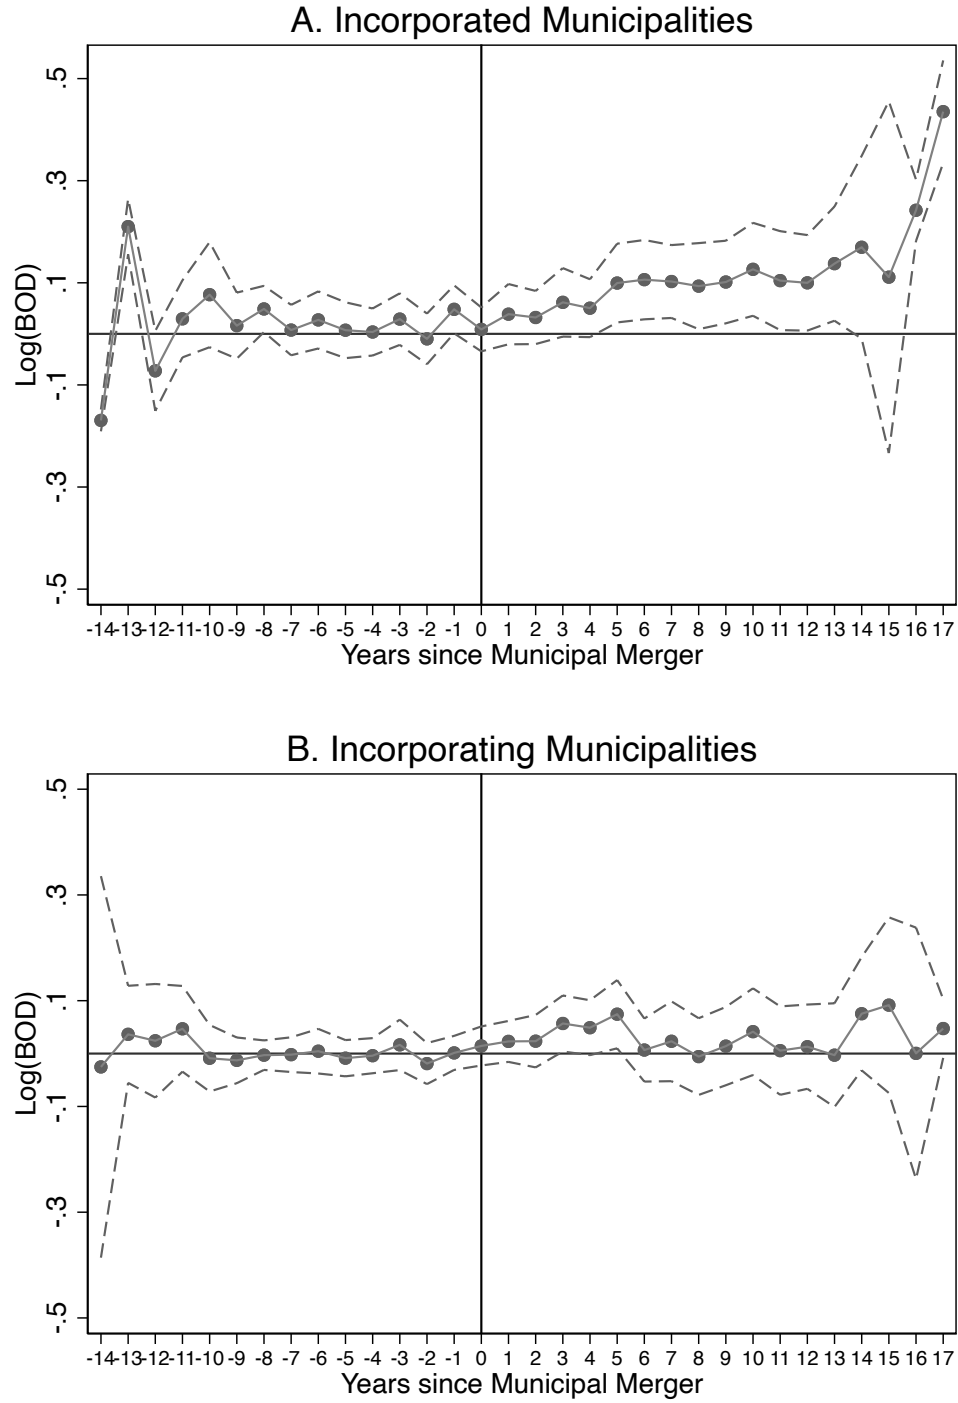 A. Incorporated Municipalities
Log(BOD)
.5
.3
.1
-.1
-.3
-.5
-14 -13 -12 -11 -10 -9 -8 -7 -6 -5 -4 -3 -2 -1 0 1 2 3 4 5 6 7 8 9 10 11 12 13 14 15 16 17
Years since Municipal Merger
B. Incorporating Municipalities
Log(BOD)
.5
.3
.1
-.1
-.3
-.5
-14 -13 -12 -11 -10 -9 -8 -7 -6 -5 -4 -3 -2 -1 0 1 2 3 4 5 6 7 8 9 10 11 12 13 14 15 16 17
Years since Municipal Merger